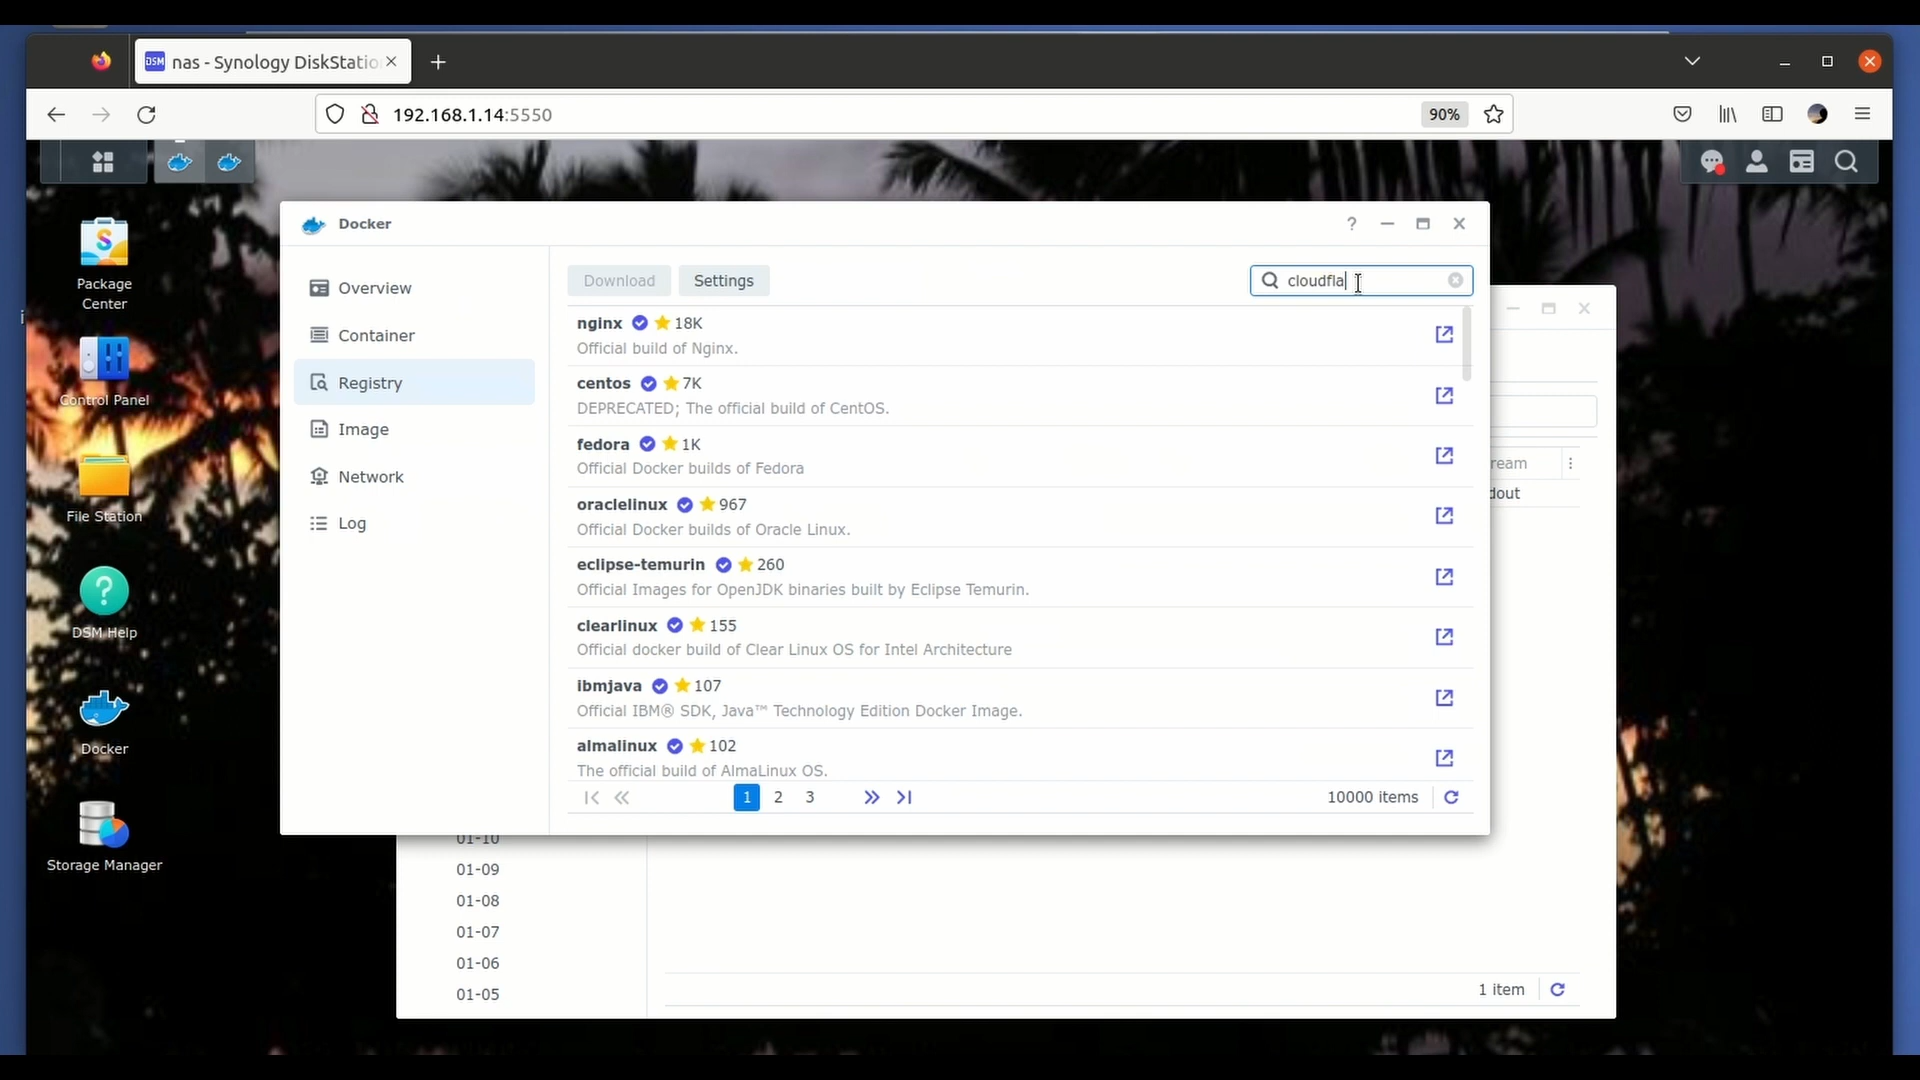 DSM nas - Synology DiskStatio
192.168.1.14:5550
90%
Package
Center
Control Panel
File Station
?
DSM Help
Docker
Storage Manager
Docker
?
Overview
Container
Registry
Image
Network
Log
Download
Settings
cloudfla
nginx 18K
Official build of Nginx.
centos 7K
DEPRECATED; The official build of CentOS.
fedora 1K
Official Docker builds of Fedora
oraclelinux 967
Official Docker builds of Oracle Linux.
eclipse-temurin 260
Official Images for OpenJDK binaries built by Eclipse Temurin.
clearlinux 155
Official docker build of Clear Linux OS for Intel Architecture
ibmjava 107
Official IBM® SDK, Java™ Technology Edition Docker Image.
almalinux 102
The official build of AlmaLinux OS.
1 2 3
10000 items
ream
dout
01-10
01-09
01-08
01-07
01-06
01-05
1 item